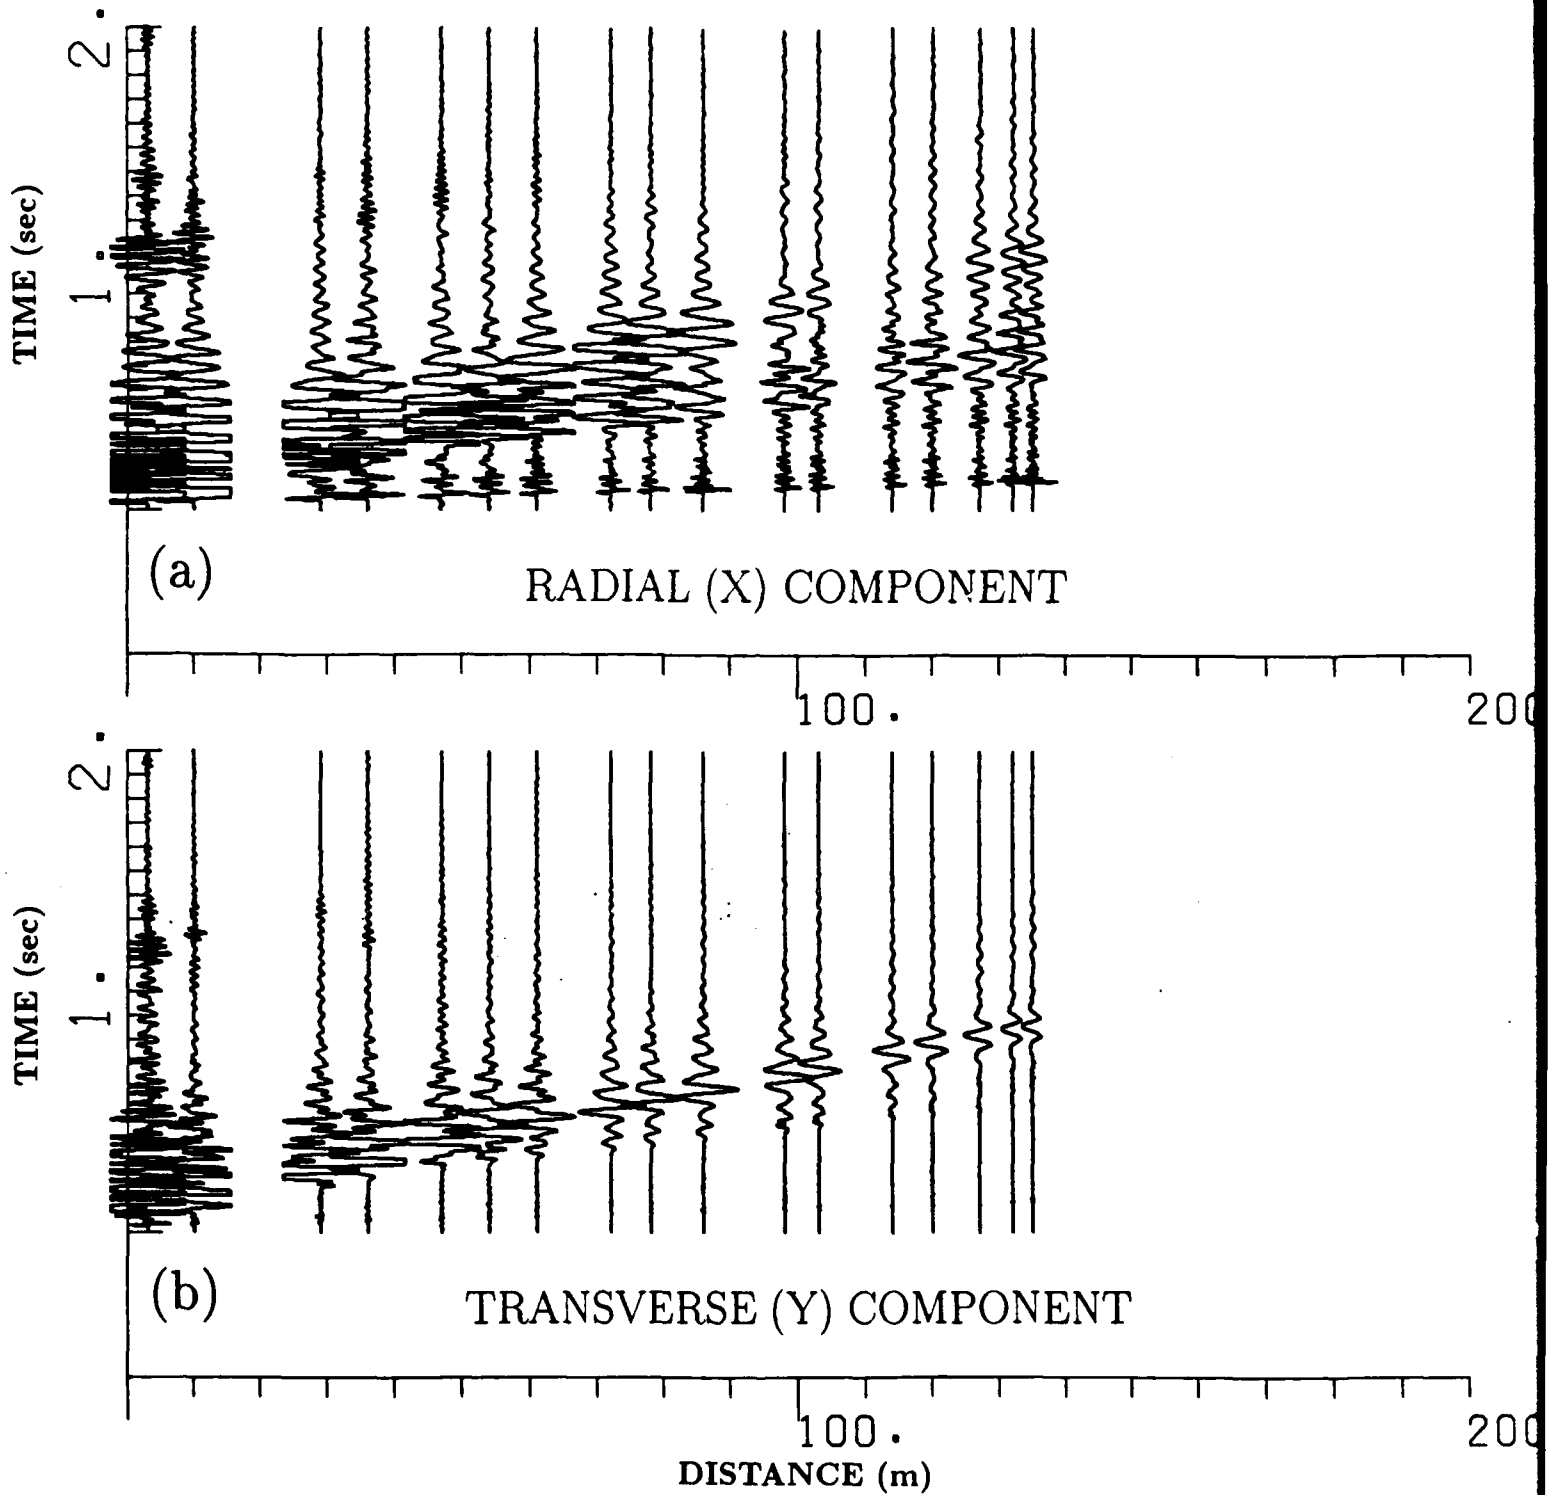 2.
TIME (sec)
1.
(a)
RADIAL (X) COMPONENT
100.
200
2.
TIME (sec)
1.
(b)
TRANSVERSE (Y) COMPONENT
100.
200
DISTANCE (m)